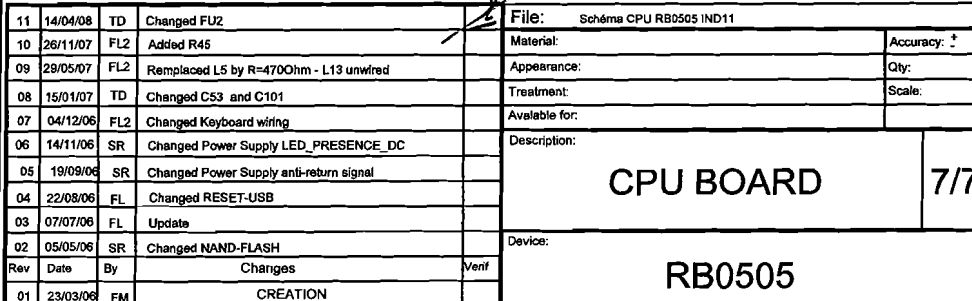 11 14/04/08 TD Changed FU2
10 26/11/07 FL2 Added R45
09 29/05/07 FL2 Remplaced L5 by R=470Ohm - L13 unwired
08 15/01/07 TD Changed C53 and C101
07 04/12/06 FL2 Changed Keyboard wiring
06 14/11/06 SR Changed Power Supply LED_PRESENCE_DC
05 19/09/06 SR Changed Power Supply anti-return signal
04 22/08/06 FL Changed RESET-USB
03 07/07/06 FL Update
02 05/05/06 SR Changed NAND-FLASH
Rev Date By Changes Verif
01 23/03/06 FM CREATION
File: Schéma CPU RB0505 IND11
Material: Accuracy: ±
Appearance: Qty:
Treatment: Scale:
Avalable for:
Description:
CPU BOARD 7/7
Device:
RB0505